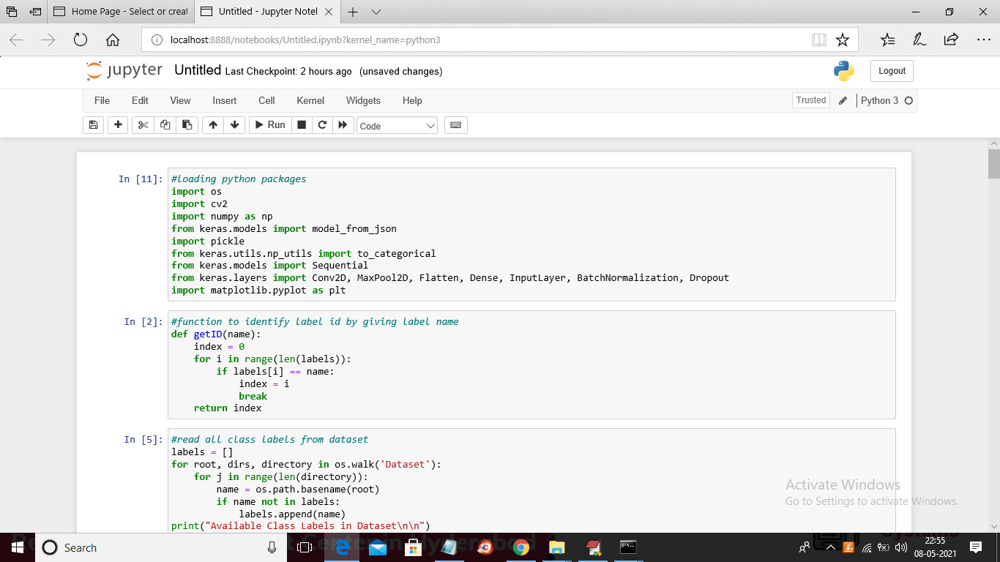 Home Page - Select or creat
Untitled - Jupyter Notel
localhost:8888/notebooks/Untitled.ipynb?kernel_name=python3
jupyter Untitled Last Checkpoint: 2 hours ago (unsaved changes)
Logout
File Edit View Insert Cell Kernel Widgets Help
Trusted
Python 3
Run
Code
In [11]: #loading python packages
import os
import cv2
import numpy as np
from keras.models import model_from_json
import pickle
from keras.utils.np_utils import to_categorical
from keras.models import Sequential
from keras.layers import Conv2D, MaxPool2D, Flatten, Dense, InputLayer, BatchNormalization, Dropout
import matplotlib.pyplot as plt
In [2]: #function to identify label id by giving label name
def getID(name):
    index = 0
    for i in range(len(labels)):
        if labels[i] == name:
            index = i
            break
    return index
In [5]: #read all class labels from dataset
labels = []
for root, dirs, directory in os.walk('Dataset'):
    for j in range(len(directory)):
        name = os.path.basename(root)
        if name not in labels:
            labels.append(name)
print("Available Class Labels in Dataset\n\n")
Activate Windows
Go to Settings to activate Windows.
Search
22:55
08-05-2021